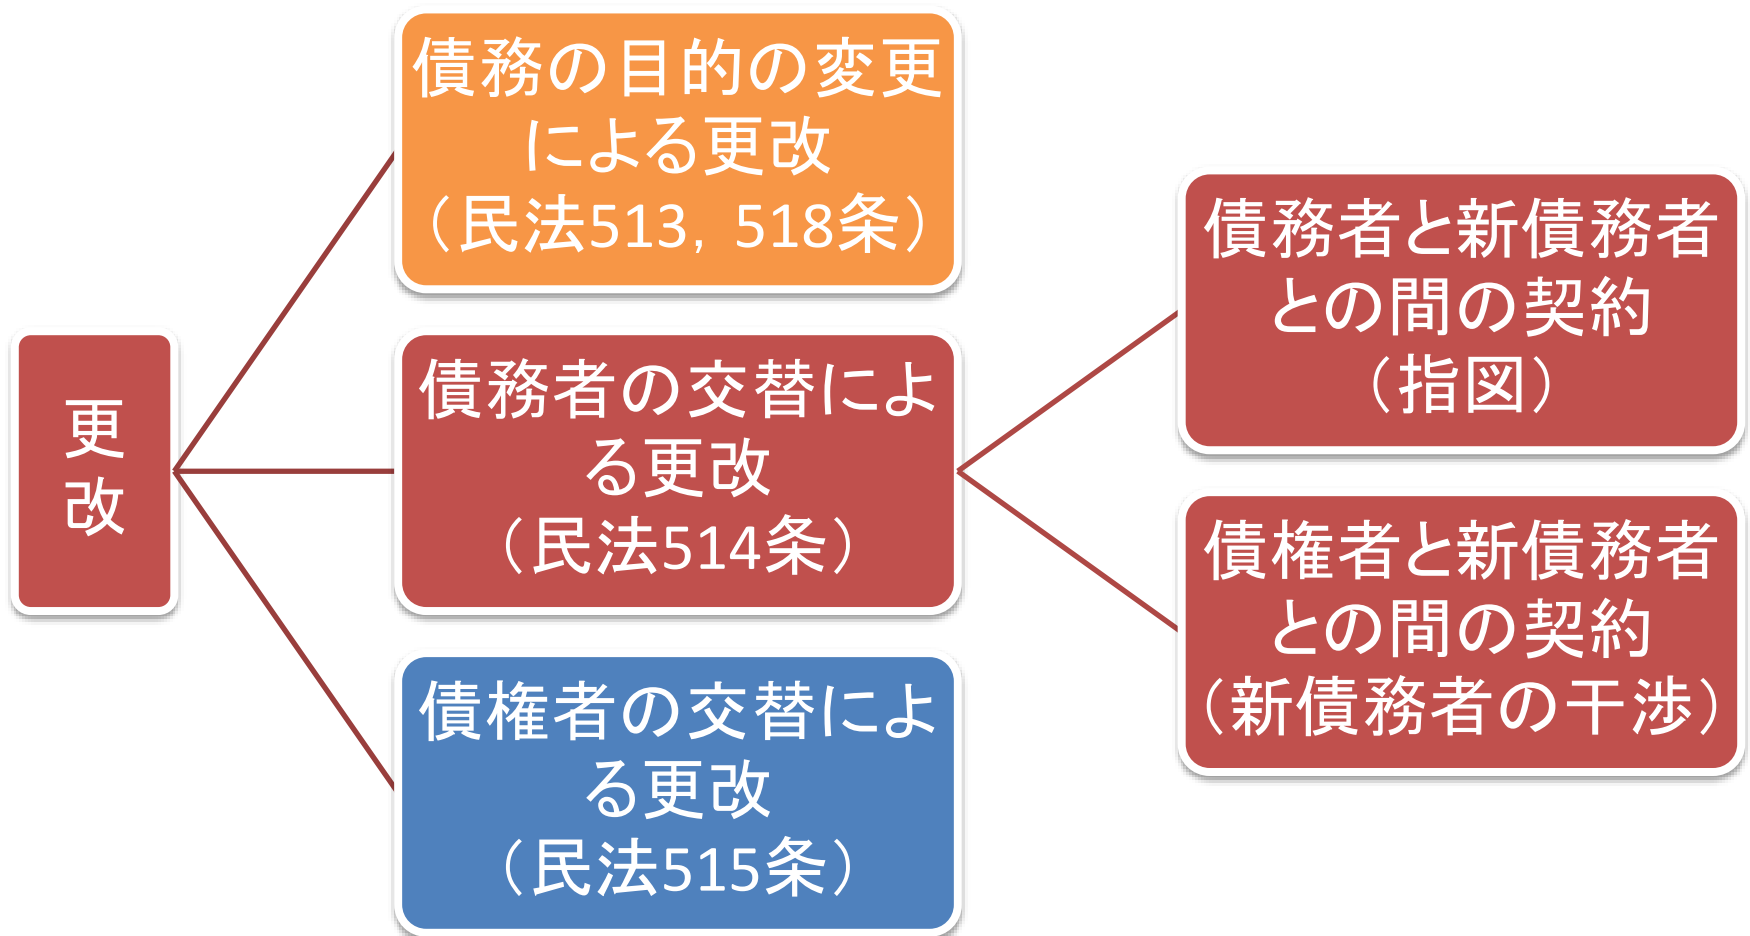 更
改
債務の目的の変更
による更改
（民法513，518条）
債務者の交替によ
る更改
（民法514条）
債権者の交替によ
る更改
（民法515条）
債務者と新債務者
との間の契約
（指図）
債権者と新債務者
との間の契約
（新債務者の干渉）